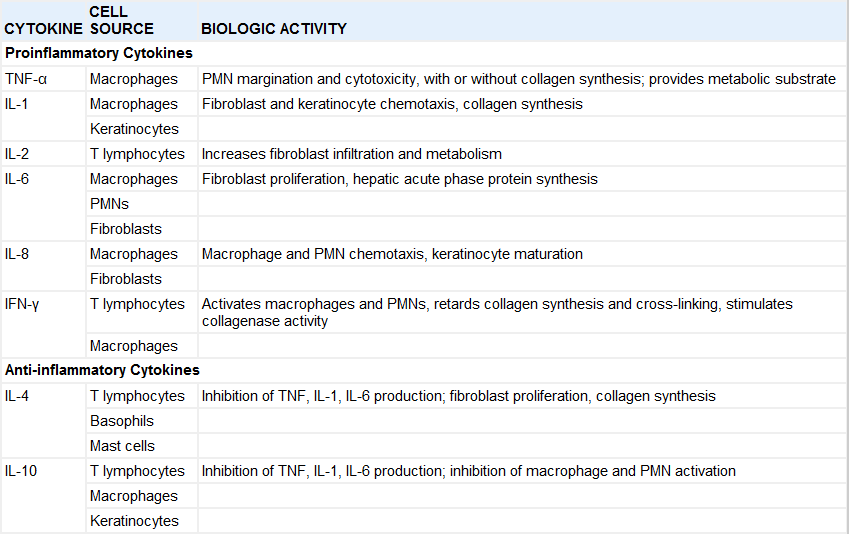 CYTOKINE CELL SOURCE BIOLOGIC ACTIVITY
Proinflammatory Cytokines
TNF-α Macrophages PMN margination and cytotoxicity, with or without collagen synthesis; provides metabolic substrate
IL-1 Macrophages Fibroblast and keratinocyte chemotaxis, collagen synthesis
Keratinocytes
IL-2 T lymphocytes Increases fibroblast infiltration and metabolism
IL-6 Macrophages Fibroblast proliferation, hepatic acute phase protein synthesis
PMNs
Fibroblasts
IL-8 Macrophages Macrophage and PMN chemotaxis, keratinocyte maturation
Fibroblasts
IFN-γ T lymphocytes Activates macrophages and PMNs, retards collagen synthesis and cross-linking, stimulates
collagenase activity
Macrophages
Anti-inflammatory Cytokines
IL-4 T lymphocytes Inhibition of TNF, IL-1, IL-6 production; fibroblast proliferation, collagen synthesis
Basophils
Mast cells
IL-10 T lymphocytes Inhibition of TNF, IL-1, IL-6 production; inhibition of macrophage and PMN activation
Macrophages
Keratinocytes